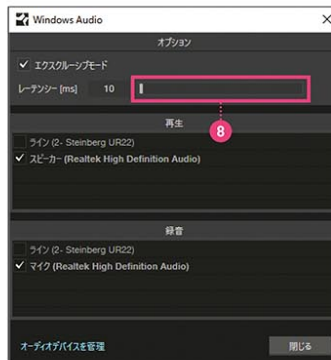 Windows Audio
オプション
エクスクルーシブモード
レーテンシー [ms] 10
8
再生
ライン (2- Steinberg UR22)
スピーカー (Realtek High Definition Audio)
録音
ライン (2- Steinberg UR22)
マイク (Realtek High Definition Audio)
オーディオデバイスを管理
閉じる